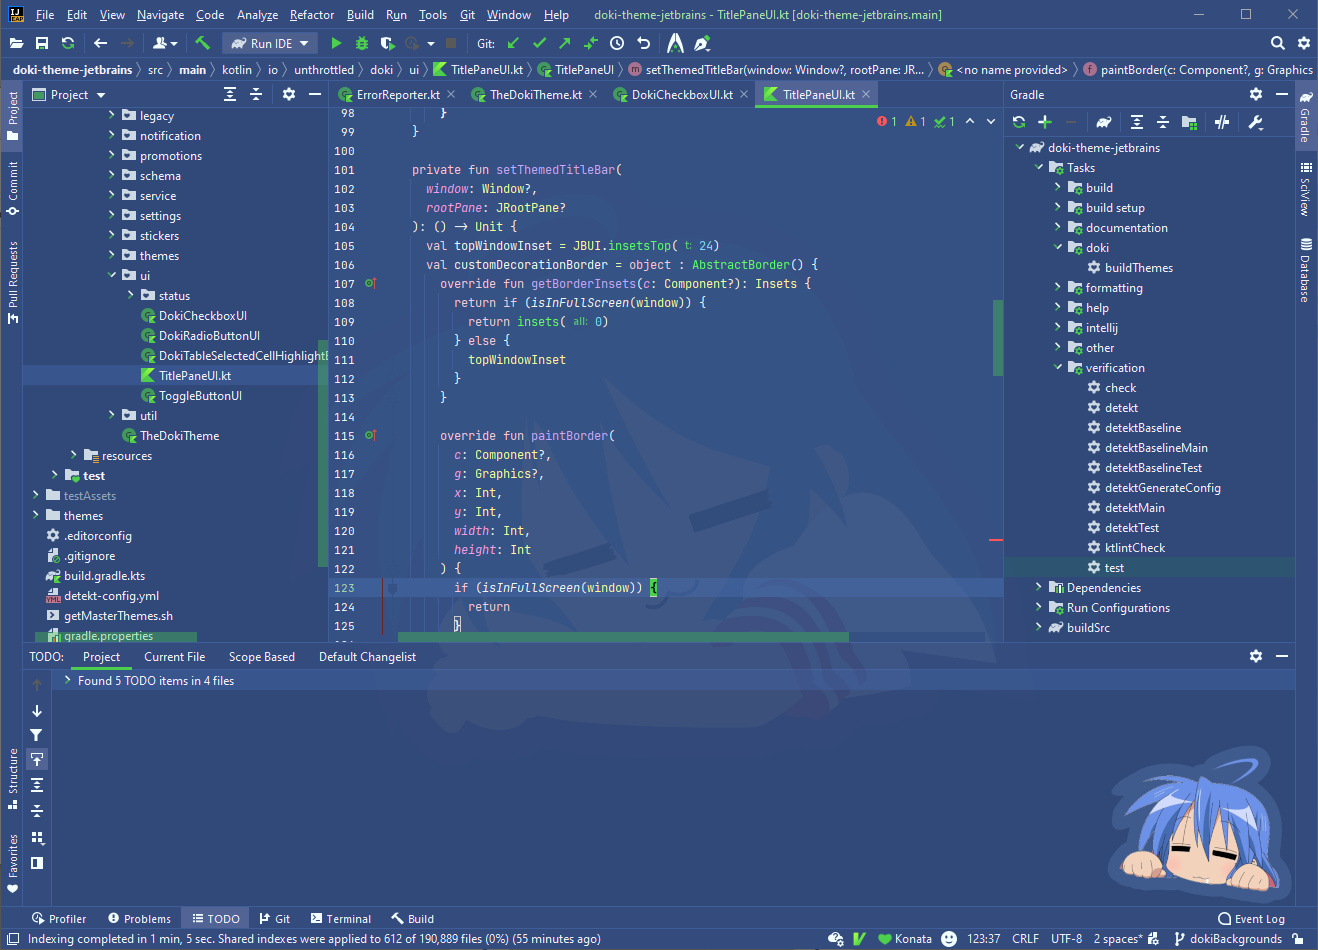 File Edit View Navigate Code Analyze Refactor Build Run Tools Git Window Help doki-theme-jetbrains - TitlePaneUI.kt [doki-theme-jetbrains.main]
Run IDE Git:
doki-theme-jetbrains src main kotlin io unthrottled doki ui TitlePaneUI.kt TitlePaneUI setThemedTitleBar(window: Window?, rootPane: JR... <no name provided> paintBorder(c: Component?, g: Graphics
Project
Commit
Pull Requests
Structure
Favorites
Project
legacy
notification
promotions
schema
service
settings
stickers
themes
ui
status
DokiCheckboxUI
DokiRadioButtonUI
DokiTableSelectedCellHighlightB
TitlePaneUI.kt
ToggleButtonUI
util
TheDokiTheme
resources
test
testAssets
themes
.editorconfig
.gitignore
build.gradle.kts
detekt-config.yml
getMasterThemes.sh
gradle.properties
ErrorReporter.kt TheDokiTheme.kt DokiCheckboxUI.kt TitlePaneUI.kt
1 1 1
98 }
99 }
100
101 private fun setThemedTitleBar(
102 window: Window?,
103 rootPane: JRootPane?
104 ): () -> Unit {
105 val topWindowInset = JBUI.insetsTop( t: 24)
106 val customDecorationBorder = object : AbstractBorder() {
107 override fun getBorderInsets(c: Component?): Insets {
108 return if (isInFullScreen(window)) {
109 return insets( all: 0)
110 } else {
111 topWindowInset
112 }
113 }
114
115 override fun paintBorder(
116 c: Component?,
117 g: Graphics?,
118 x: Int,
119 y: Int,
120 width: Int,
121 height: Int
122 ) {
123 if (isInFullScreen(window)) {
124 return
125 }
Gradle
doki-theme-jetbrains
Tasks
build
build setup
documentation
doki
buildThemes
formatting
help
intellij
other
verification
check
detekt
detektBaseline
detektBaselineMain
detektBaselineTest
detektGenerateConfig
detektMain
detektTest
ktlintCheck
test
Dependencies
Run Configurations
buildSrc
Gradle
SciView
Database
TODO: Project Current File Scope Based Default Changelist
Found 5 TODO items in 4 files
Profiler Problems TODO Git Terminal Build Event Log
Indexing completed in 1 min, 5 sec. Shared indexes were applied to 612 of 190,889 files (0%) (55 minutes ago) Konata 123:37 CRLF UTF-8 2 spaces* dokiBackgrounds